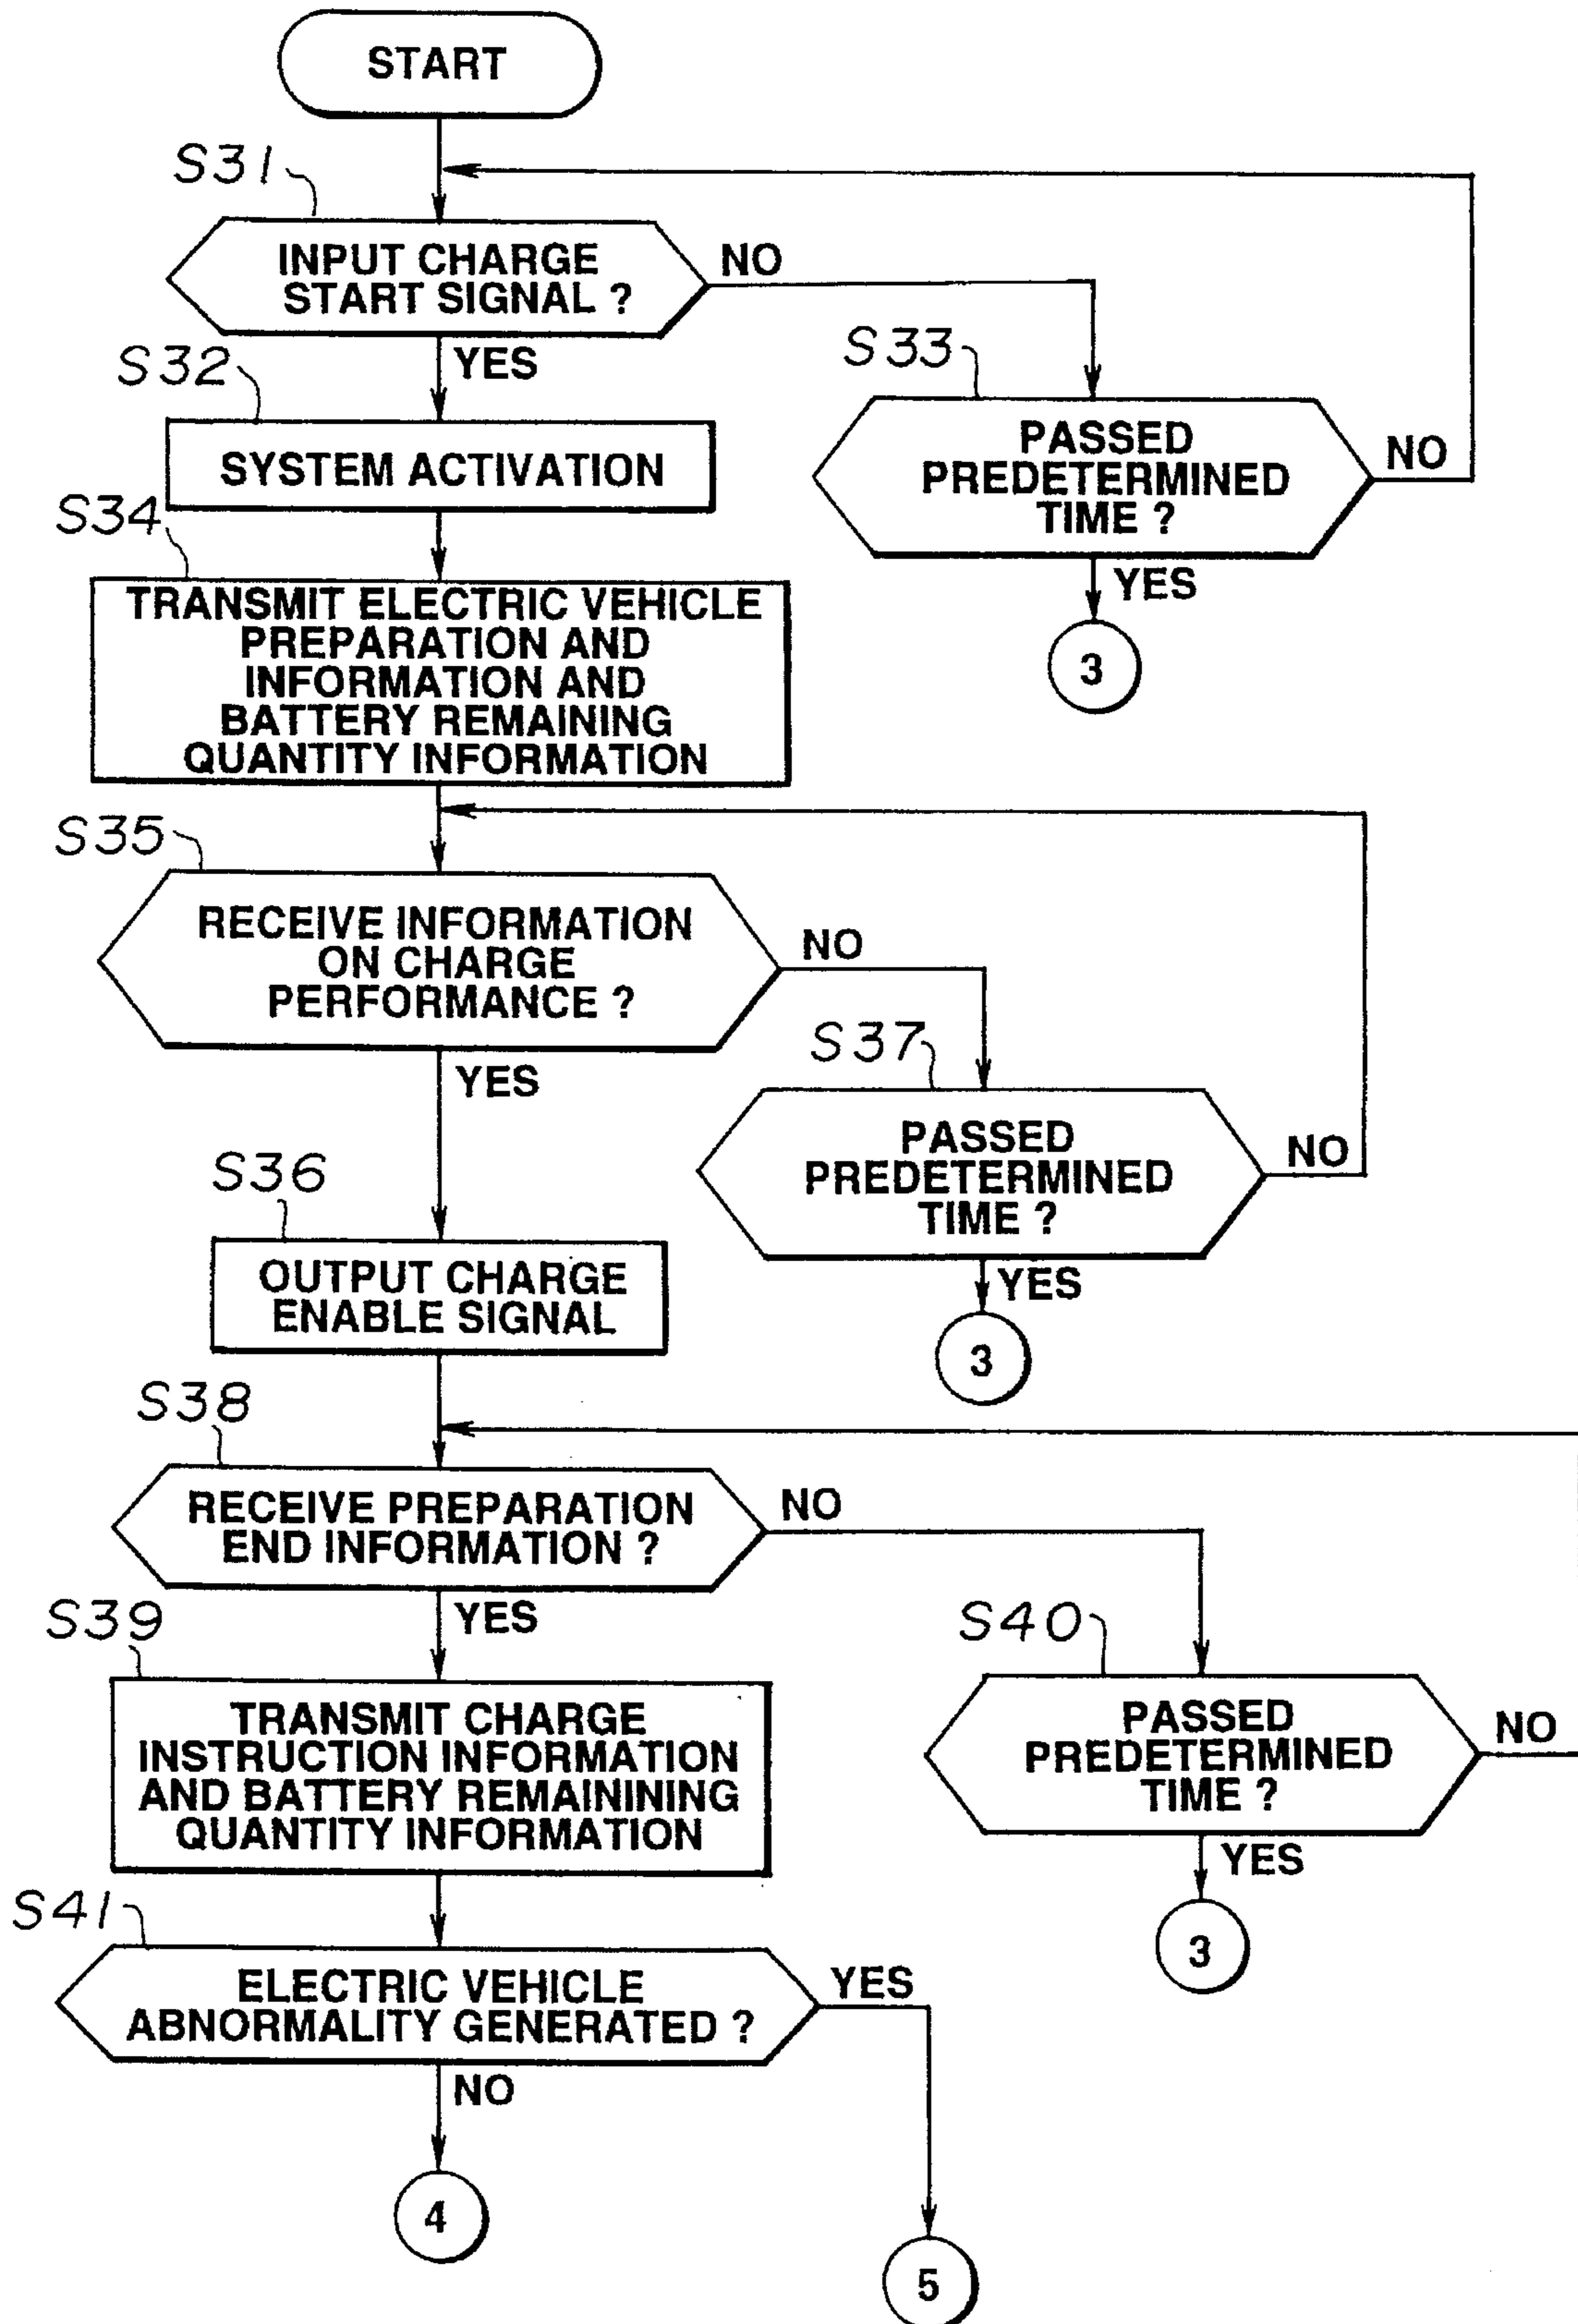 START
S31
INPUT CHARGE
START SIGNAL ?
NO
YES
S32
SYSTEM ACTIVATION
S33
PASSED
PREDETERMINED
TIME ?
NO
YES
3
S34
TRANSMIT ELECTRIC VEHICLE
PREPARATION AND
INFORMATION AND
BATTERY REMAINING
QUANTITY INFORMATION
S35
RECEIVE INFORMATION
ON CHARGE
PERFORMANCE ?
NO
YES
S37
PASSED
PREDETERMINED
TIME ?
NO
YES
3
S36
OUTPUT CHARGE
ENABLE SIGNAL
S38
RECEIVE PREPARATION
END INFORMATION ?
NO
YES
S39
TRANSMIT CHARGE
INSTRUCTION INFORMATION
AND BATTERY REMAINING
QUANTITY INFORMATION
S40
PASSED
PREDETERMINED
TIME ?
NO
YES
3
S41
ELECTRIC VEHICLE
ABNORMALITY GENERATED ?
YES
NO
4
5